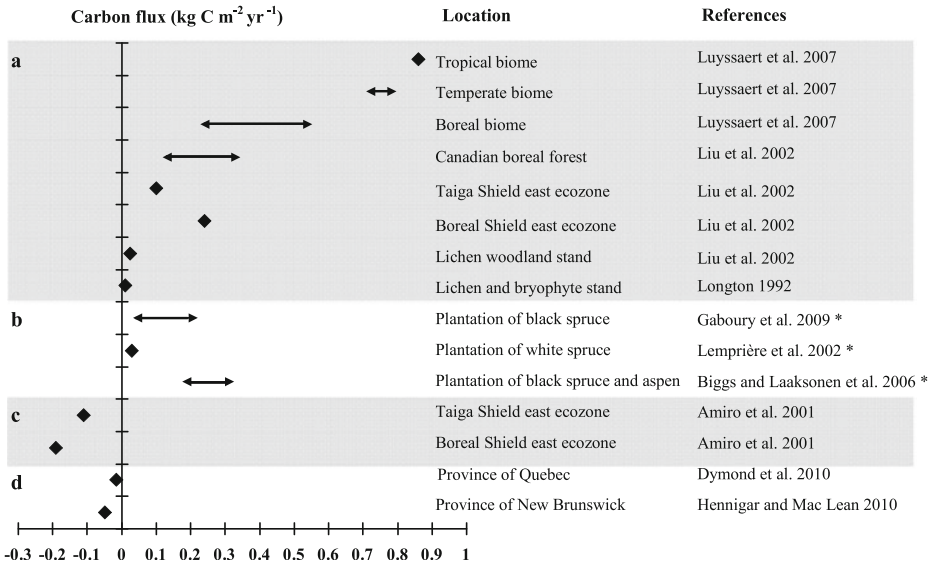 Carbon flux (kg C m-2 yr-1) Location References
a
Tropical biome Luyssaert et al. 2007
Temperate biome Luyssaert et al. 2007
Boreal biome Luyssaert et al. 2007
Canadian boreal forest Liu et al. 2002
Taiga Shield east ecozone Liu et al. 2002
Boreal Shield east ecozone Liu et al. 2002
Lichen woodland stand Liu et al. 2002
Lichen and bryophyte stand Longton 1992
b
Plantation of black spruce Gaboury et al. 2009 *
Plantation of white spruce Lemprière et al. 2002 *
Plantation of black spruce and aspen Biggs and Laaksonen et al. 2006 *
c
Taiga Shield east ecozone Amiro et al. 2001
Boreal Shield east ecozone Amiro et al. 2001
d
Province of Quebec Dymond et al. 2010
Province of New Brunswick Hennigar and Mac Lean 2010
-0.3 -0.2 -0.1 0 0.1 0.2 0.3 0.4 0.5 0.6 0.7 0.8 0.9 1